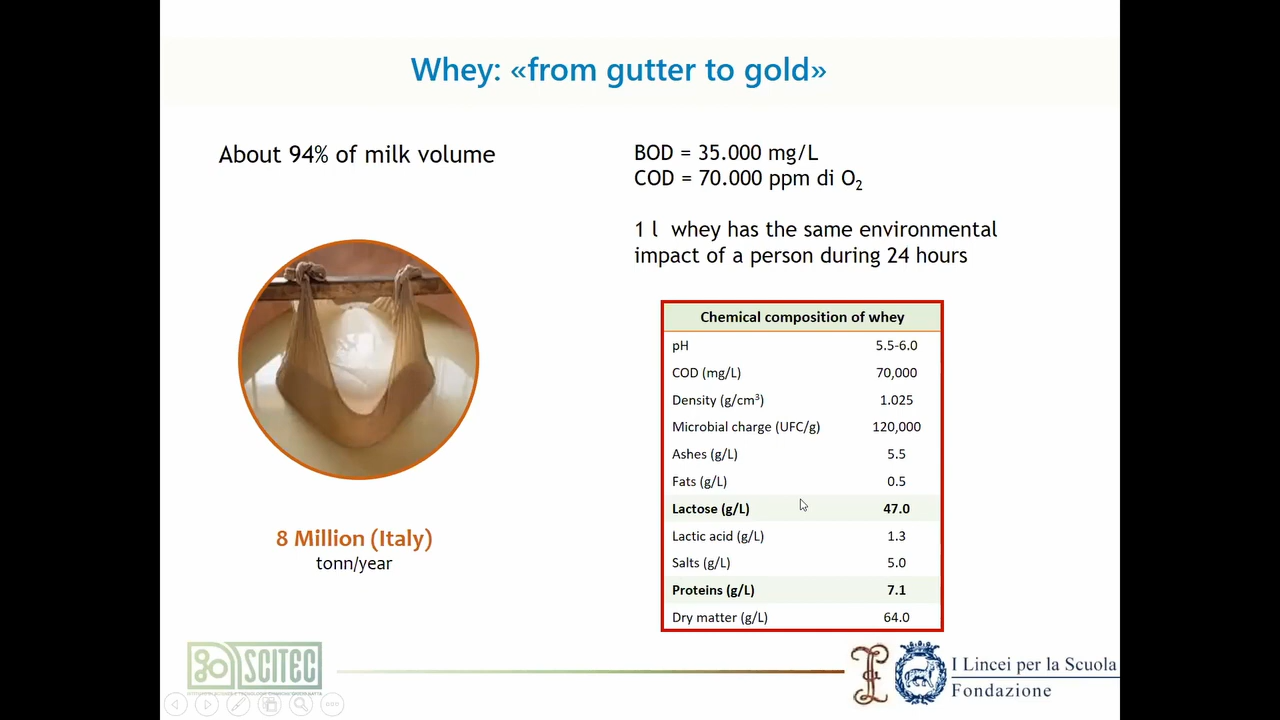 Whey: «from gutter to gold»
About 94% of milk volume
BOD = 35.000 mg/L
COD = 70.000 ppm di O₂
1 l  whey has the same environmental
impact of a person during 24 hours
8 Million (Italy)
tonn/year
Chemical composition of whey
pH 5.5-6.0
COD (mg/L) 70,000
Density (g/cm³) 1.025
Microbial charge (UFC/g) 120,000
Ashes (g/L) 5.5
Fats (g/L) 0.5
Lactose (g/L) 47.0
Lactic acid (g/L) 1.3
Salts (g/L) 5.0
Proteins (g/L) 7.1
Dry matter (g/L) 64.0
SCITEC
I Lincei per la Scuola
Fondazione